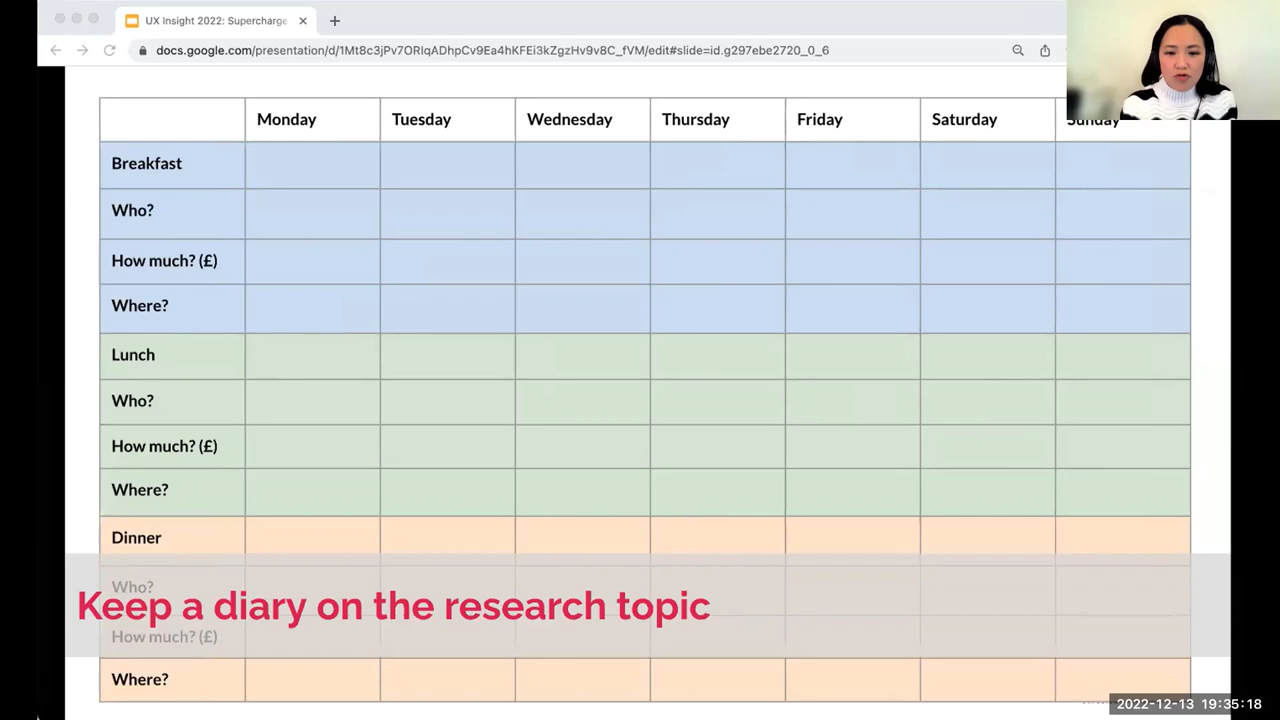 UX Insight 2022: Supercharge
docs.google.com/presentation/d/1Mt8c3jPv7ORlqADhpCv9Ea4hKFEi3kZgzHv9v8C_fVM/edit#slide=id.g297ebe2720_0_6
Monday Tuesday Wednesday Thursday Friday Saturday Sunday
Breakfast
Who?
How much? (£)
Where?
Lunch
Who?
How much? (£)
Where?
Dinner
Who?
Keep a diary on the research topic
How much? (£)
Where?
2022-12-13 19:35:18